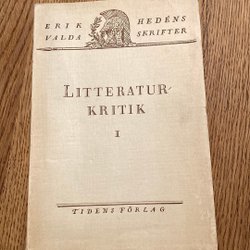 ERIK HEDÉNS
VALDA SKRIFTER
LITTERATUR-
KRITIK
I
TIDENS FÖRLAG